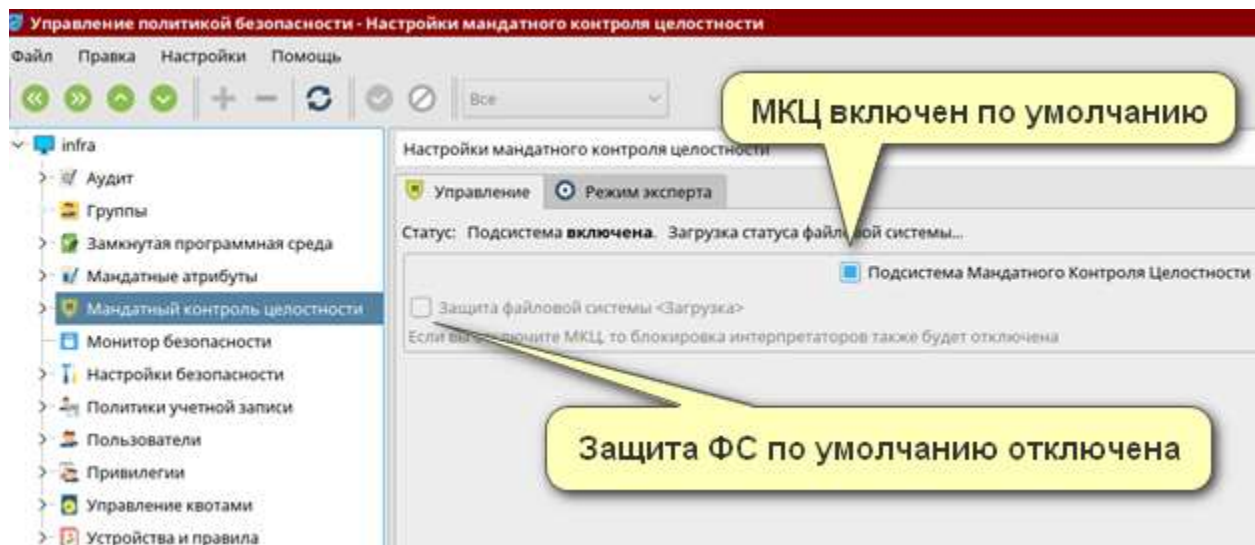 Управление политикой безопасности - Настройки мандатного контроля целостности
Файл Правка Настройки Помощь
Все
МКЦ включен по умолчанию
infra
Аудит
Группы
Замкнутая программная среда
Мандатные атрибуты
Мандатный контроль целостности
Монитор безопасности
Настройки безопасности
Политики учетной записи
Пользователи
Привилегии
Управление квотами
Устройства и правила
Настройки мандатного контроля целостности
Управление Режим эксперта
Статус: Подсистема включена. Загрузка статуса файловой системы...
Подсистема Мандатного Контроля Целостности
Защита файловой системы <Загрузка>
Если вы отключите МКЦ, то блокировка интерпретаторов также будет отключена
Защита ФС по умолчанию отключена